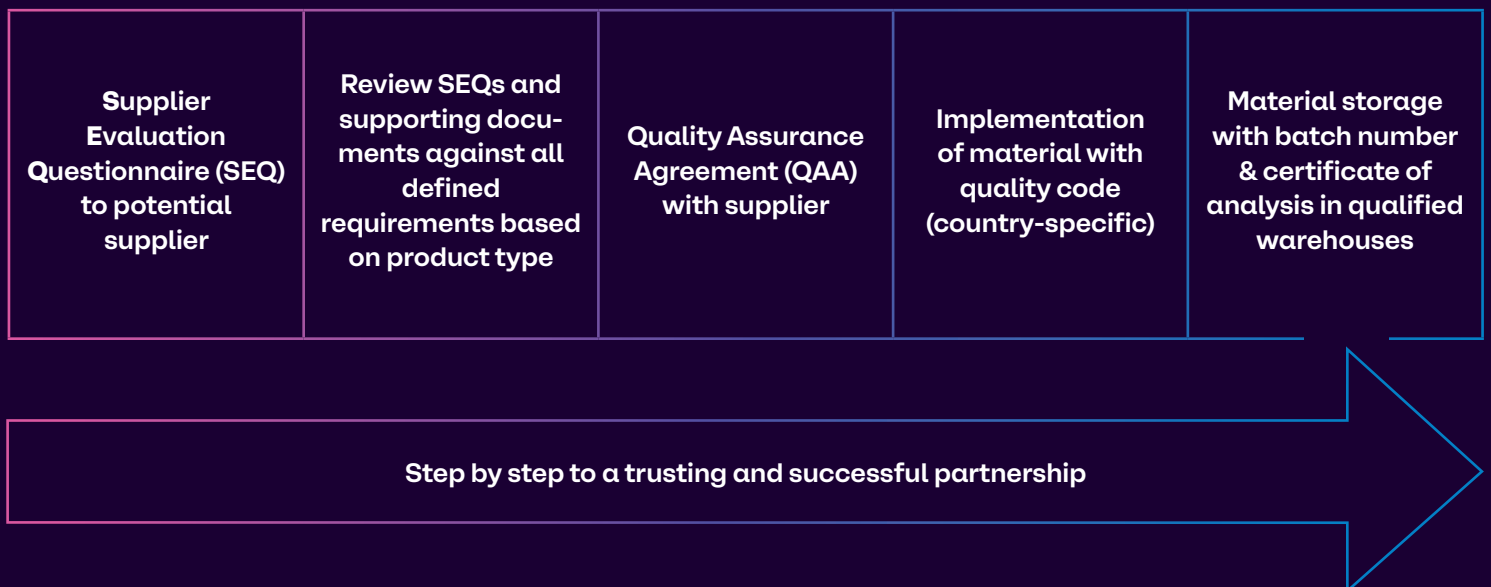 Supplier
Evaluation
Questionnaire (SEQ)
to potential
supplier
Review SEQs and
supporting docu-
ments against all
defined
requirements based
on product type
Quality Assurance
Agreement (QAA)
with supplier
Implementation
of material with
quality code
(country-specific)
Material storage
with batch number
& certificate of
analysis in qualified
warehouses
Step by step to a trusting and successful partnership